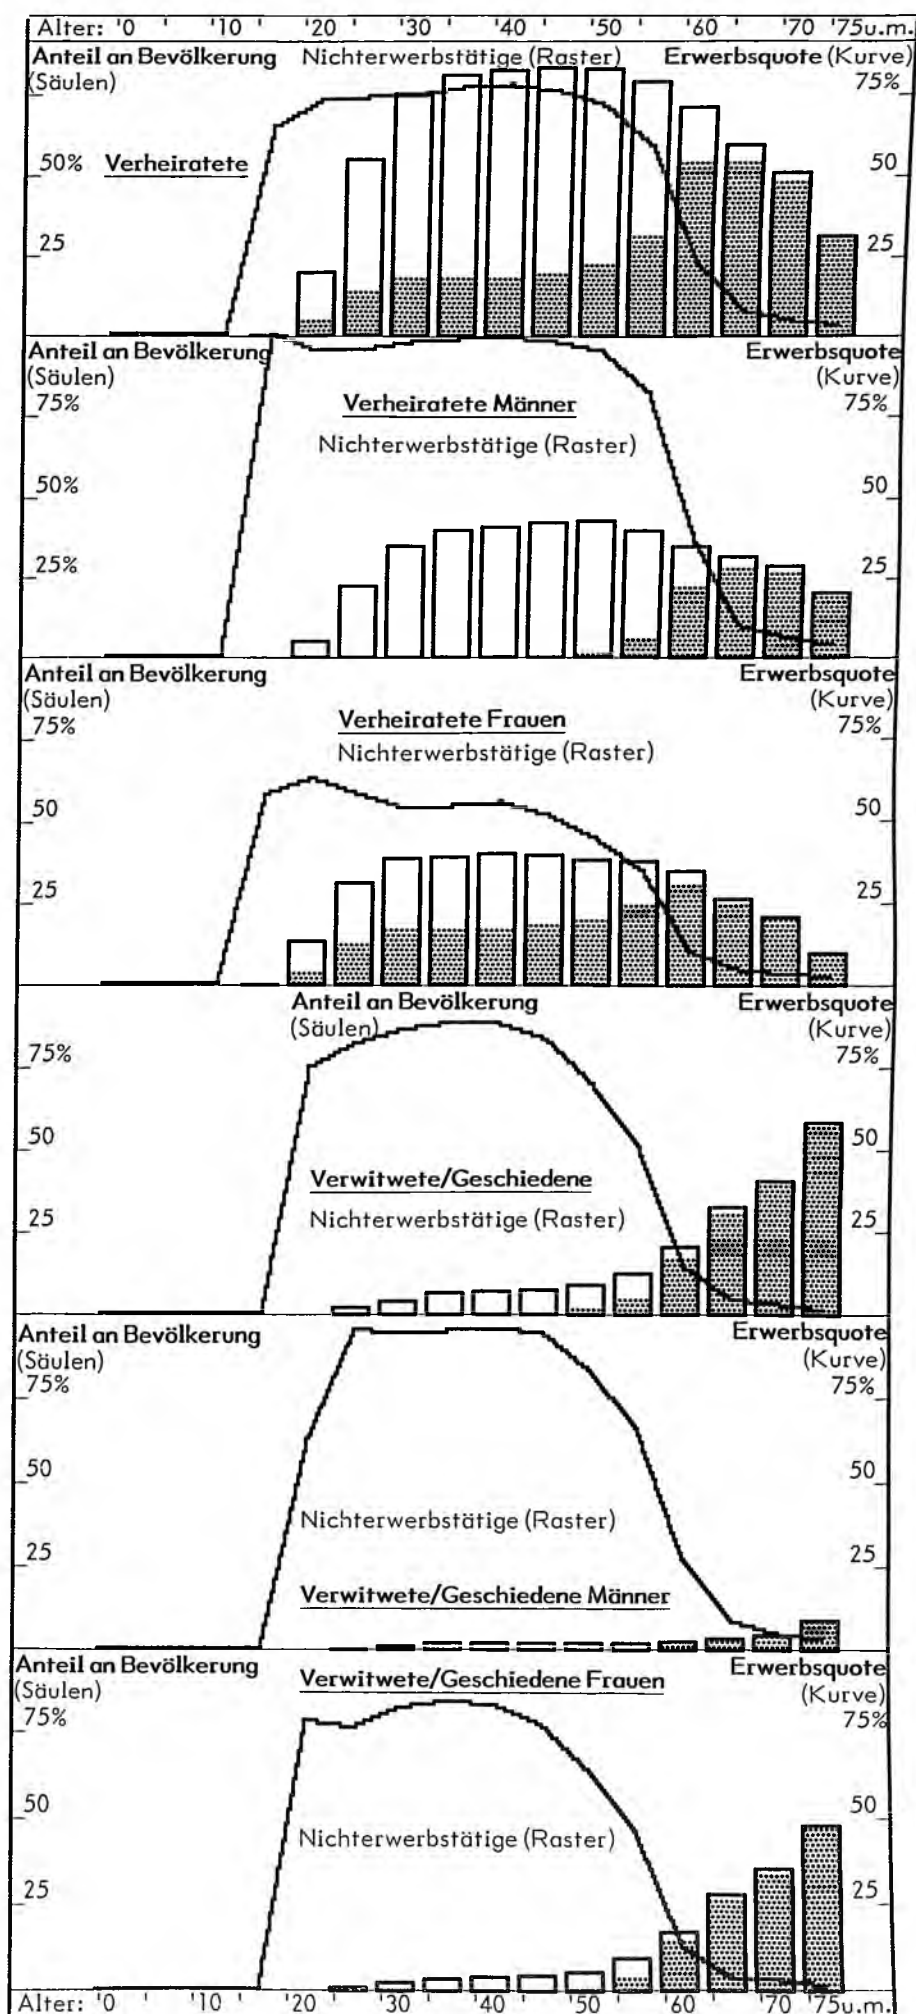 Alter: 0 10 20 30 40 50 60 70 75u.m.
Anteil an Bevölkerung Nichterwerbstätige (Raster) Erwerbsquote (Kurve)
(Säulen) 75%
50% Verheiratete 50
25 25
Anteil an Bevölkerung Erwerbsquote
(Säulen) (Kurve)
75% 75%
Verheiratete Männer
Nichterwerbstätige (Raster)
50% 50
25% 25
Anteil an Bevölkerung Erwerbsquote
(Säulen) (Kurve)
75% 75%
Verheiratete Frauen
Nichterwerbstätige (Raster)
50 50
25 25
Anteil an Bevölkerung Erwerbsquote
(Säulen) (Kurve)
75% 75%
50 50
Verwitwete/Geschiedene
Nichterwerbstätige (Raster)
25 25
Anteil an Bevölkerung Erwerbsquote
(Säulen) (Kurve)
75% 75%
50 50
Nichterwerbstätige (Raster)
25 25
Verwitwete/Geschiedene Männer
Anteil an Bevölkerung Verwitwete/Geschiedene Frauen Erwerbsquote
(Säulen) (Kurve)
75% 75%
50 50
Nichterwerbstätige (Raster)
25 25
Alter: 0 10 20 30 40 50 60 70 75u.m.